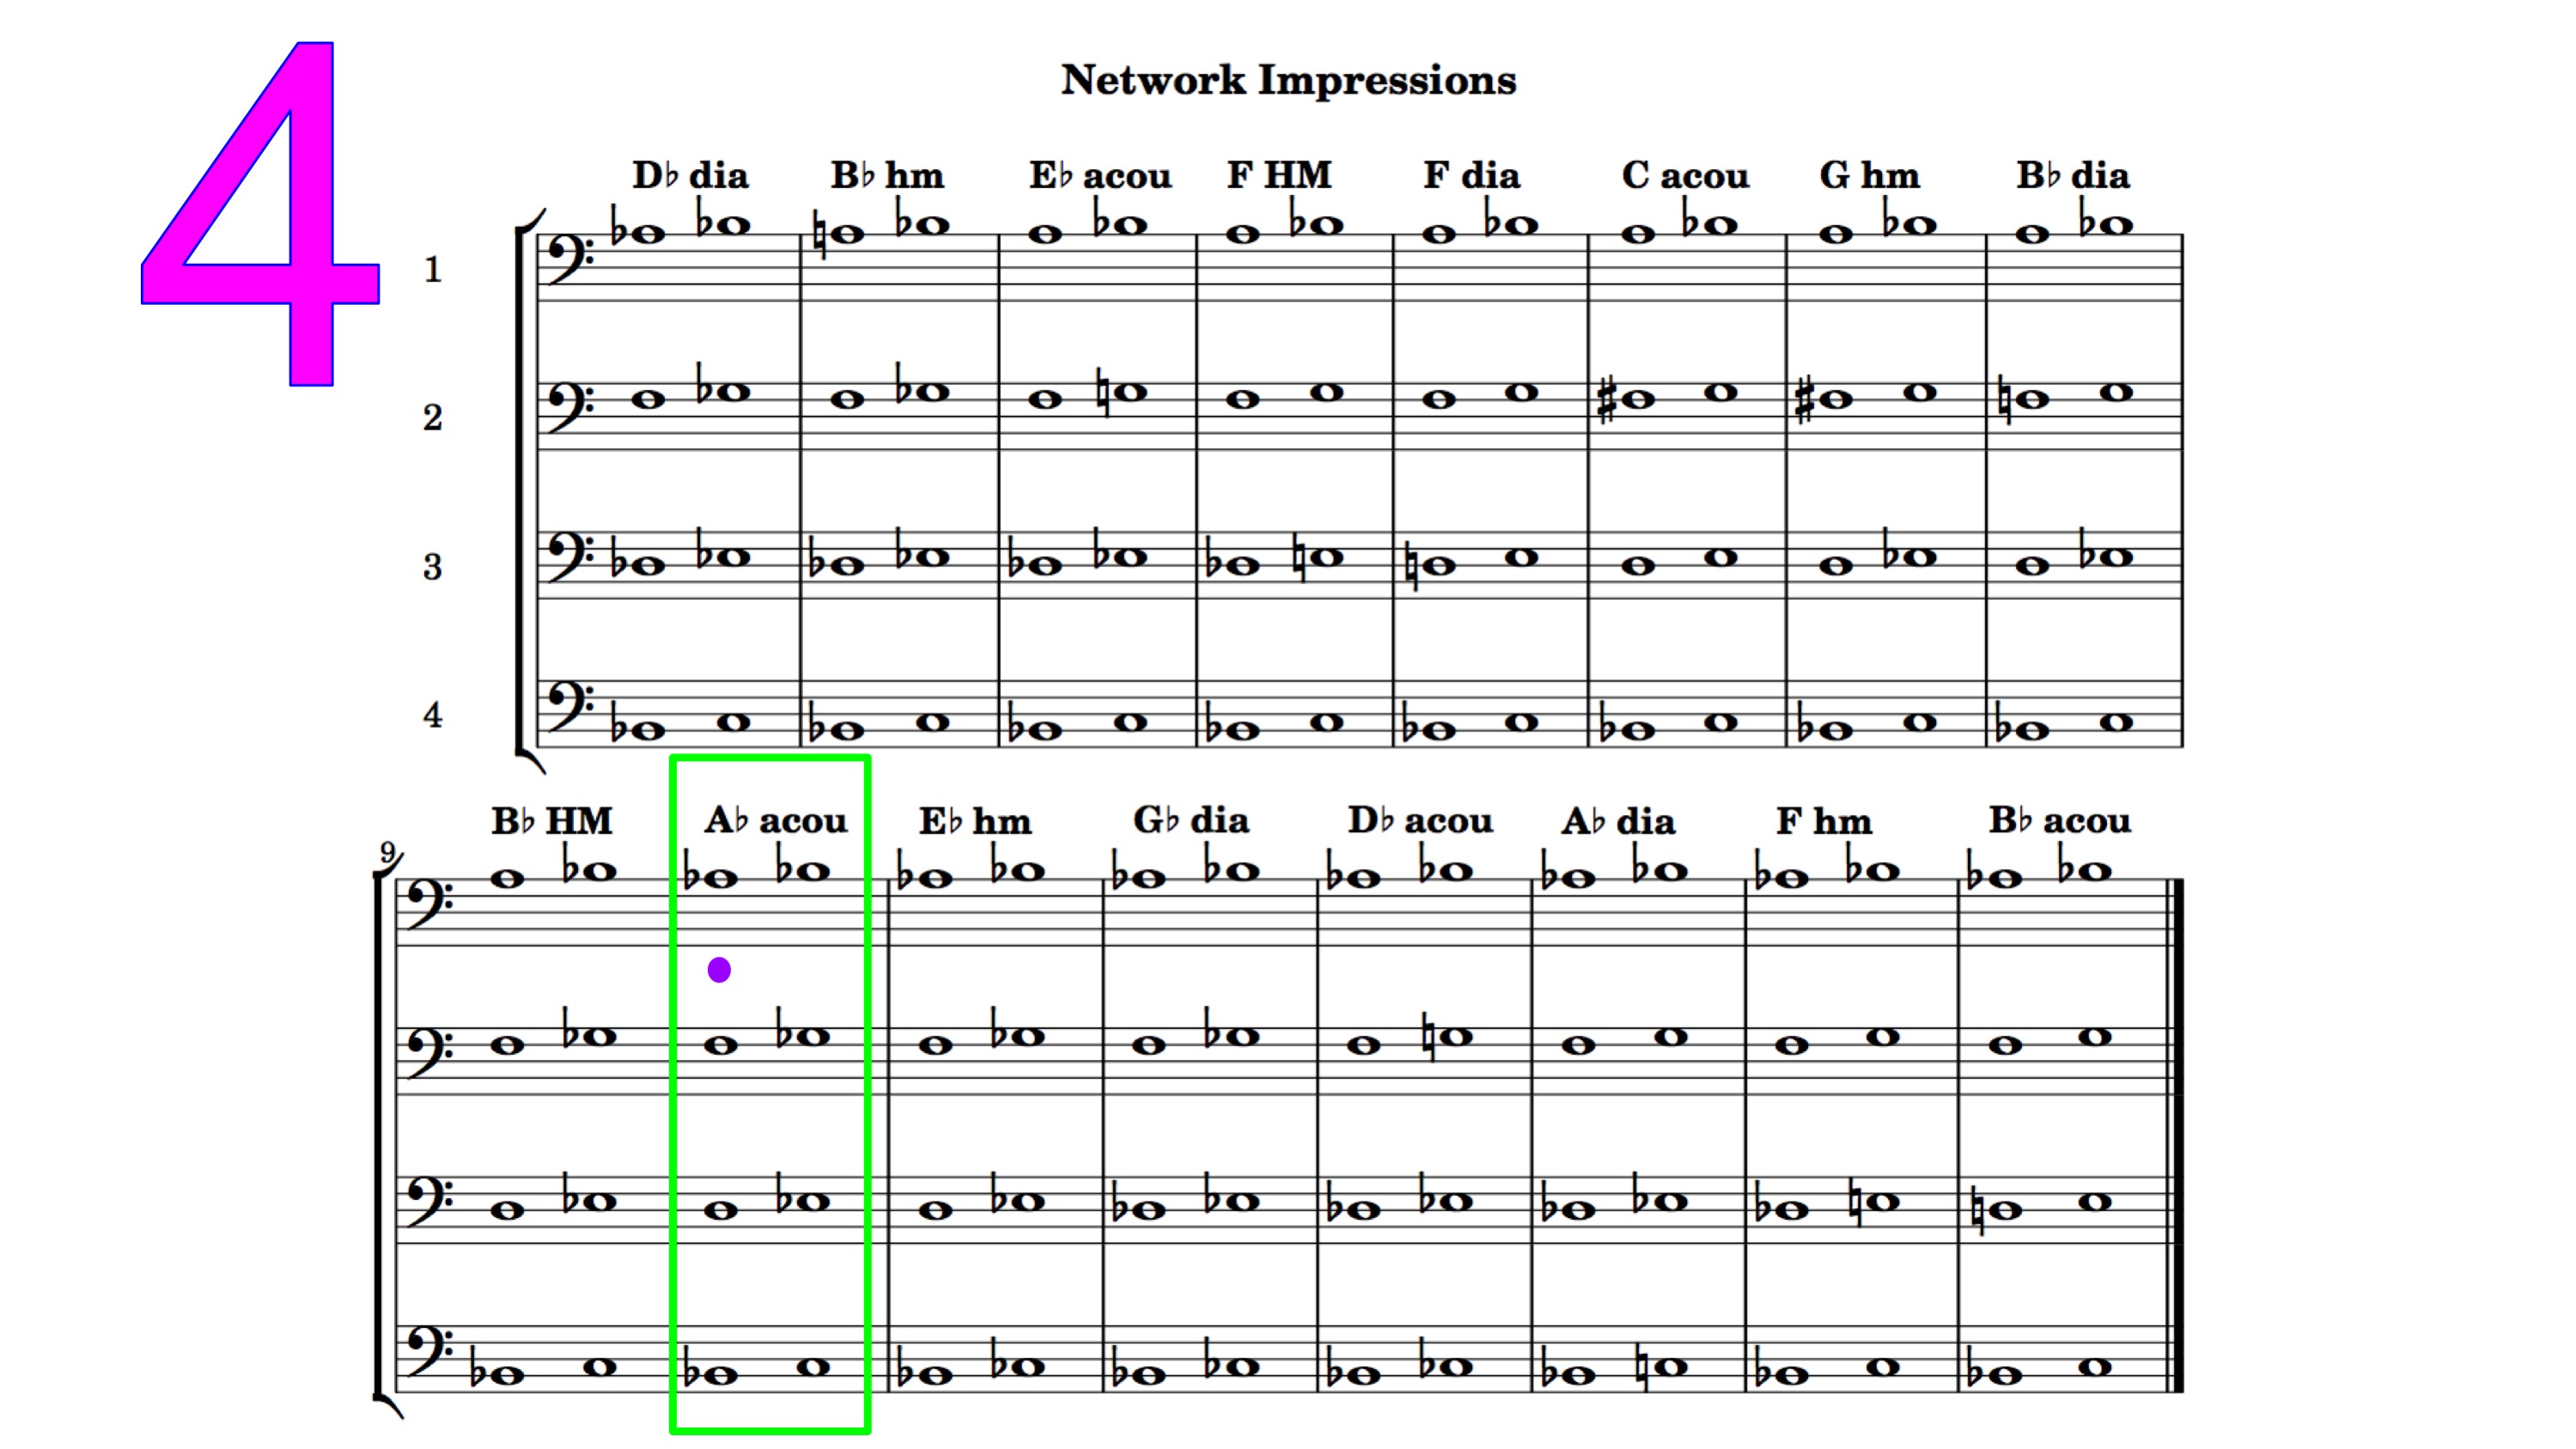 4
Network Impressions
D♭ dia B♭ hm E♭ acou F HM F dia C acou G hm B♭ dia
1
2
3
4
B♭ HM A♭ acou E♭ hm G♭ dia D♭ acou A♭ dia F hm B♭ acou
9